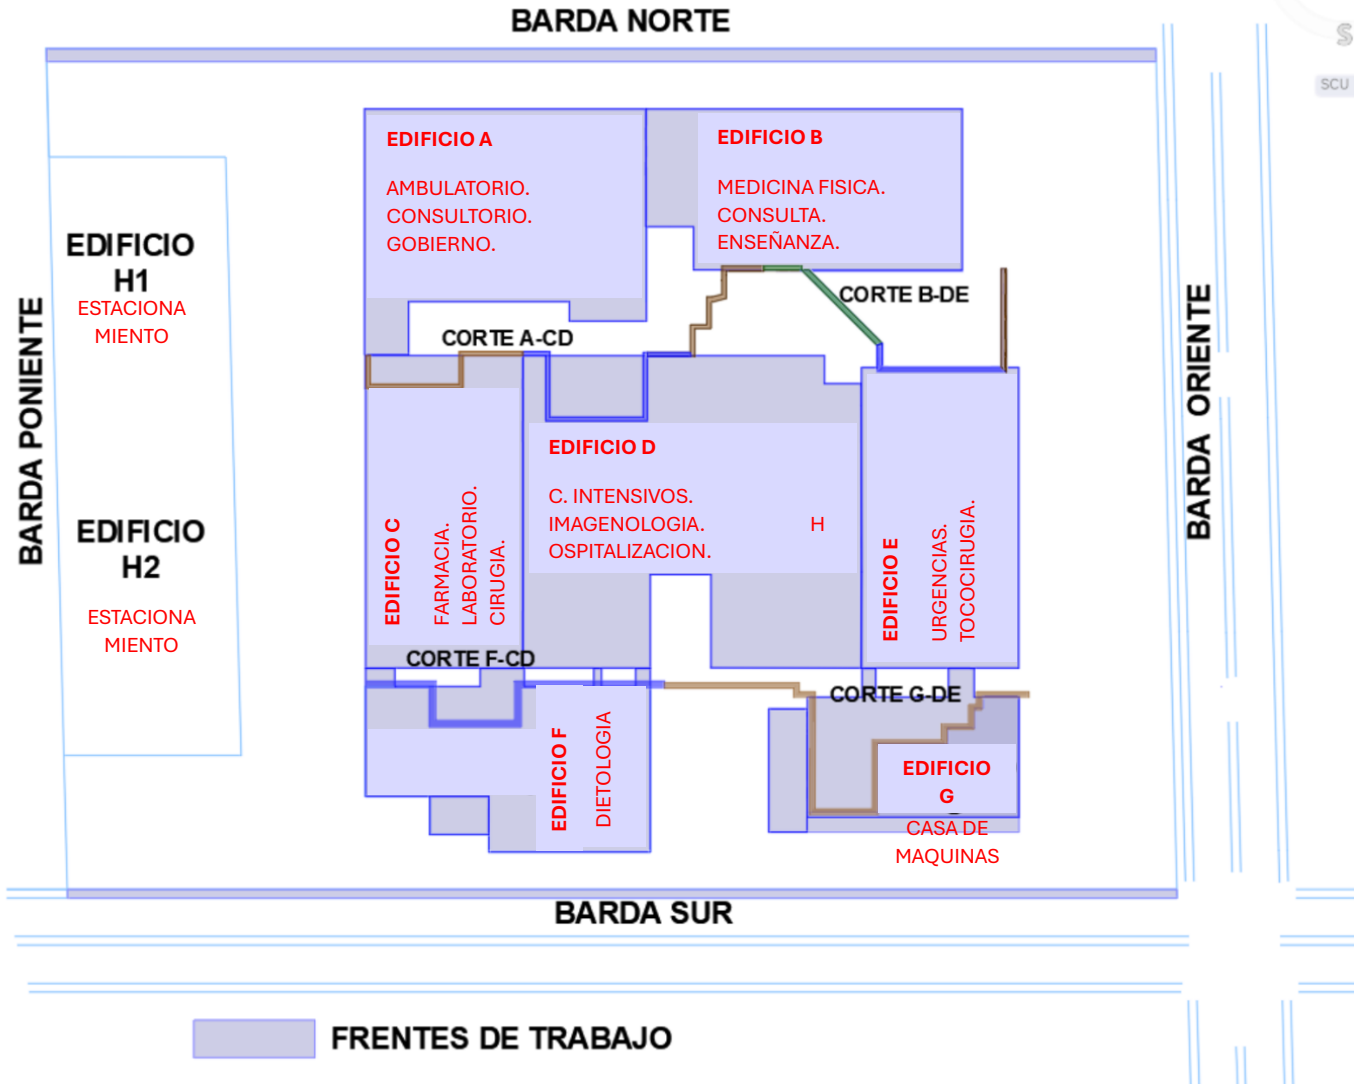 BARDA NORTE
S
SCU
EDIFICIO A
AMBULATORIO.
CONSULTORIO.
GOBIERNO.
EDIFICIO B
MEDICINA FISICA.
CONSULTA.
ENSEÑANZA.
EDIFICIO
H1
ESTACIONA
MIENTO
BARDA PONIENTE
CORTE A-CD
CORTE B-DE
BARDA ORIENTE
EDIFICIO D
C. INTENSIVOS.
IMAGENOLOGIA. H
OSPITALIZACION.
EDIFICIO C
FARMACIA.
LABORATORIO.
CIRUGIA.
EDIFICIO E
URGENCIAS.
TOCOCIRUGIA.
EDIFICIO
H2
ESTACIONA
MIENTO
CORTE F-CD
CORTE G-DE
EDIFICIO F
DIETOLOGIA
EDIFICIO
G
CASA DE
MAQUINAS
BARDA SUR
FRENTES DE TRABAJO